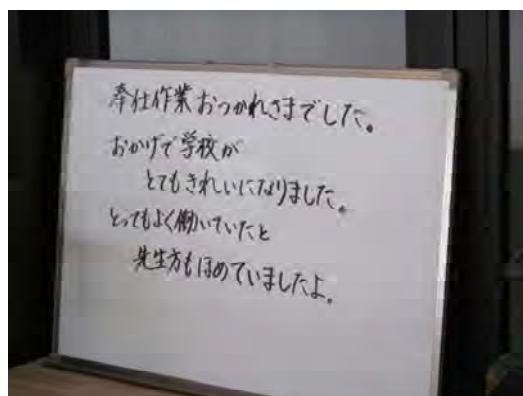 奉仕作業おつかれさまでした。
おかげで学校が
とてもきれいになりました。
とってもよく働いていたと
先生方もほめていましたよ。